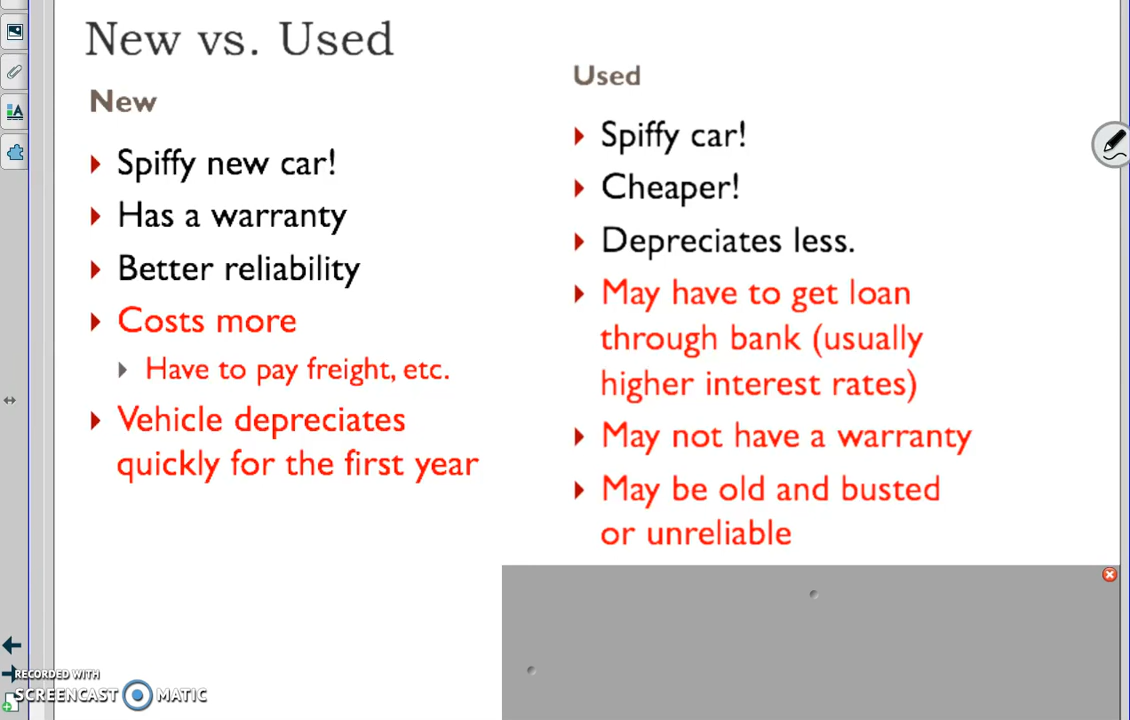 New vs. Used
New
Spiffy new car!
Has a warranty
Better reliability
Costs more
Have to pay freight, etc.
Vehicle depreciates
quickly for the first year
Used
Spiffy car!
Cheaper!
Depreciates less.
May have to get loan
through bank (usually
higher interest rates)
May not have a warranty
May be old and busted
or unreliable
RECORDED WITH
SCREENCAST MATIC